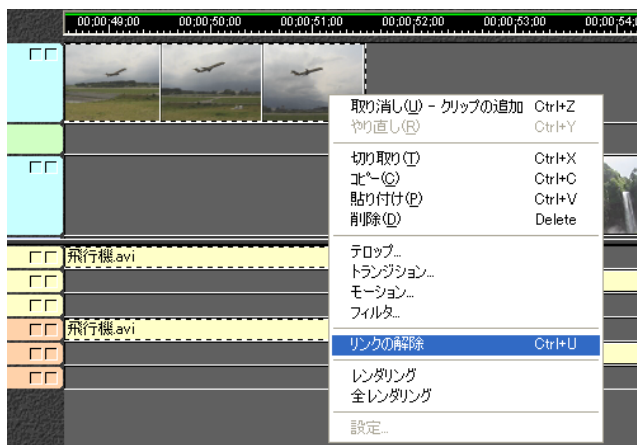 00;00;49;00 00;00;50;00 00;00;51;00 00;00;52;00 00;00;53;00 00;00;54;
取り消し(U) - クリップの追加 Ctrl+Z
やり直し(R) Ctrl+Y
切り取り(T) Ctrl+X
コピー(C) Ctrl+C
貼り付け(P) Ctrl+V
削除(D) Delete
テロップ...
トランジション...
モーション...
フィルタ...
リンクの解除 Ctrl+U
レンダリング
全レンダリング
設定...
飛行機.avi
飛行機.avi